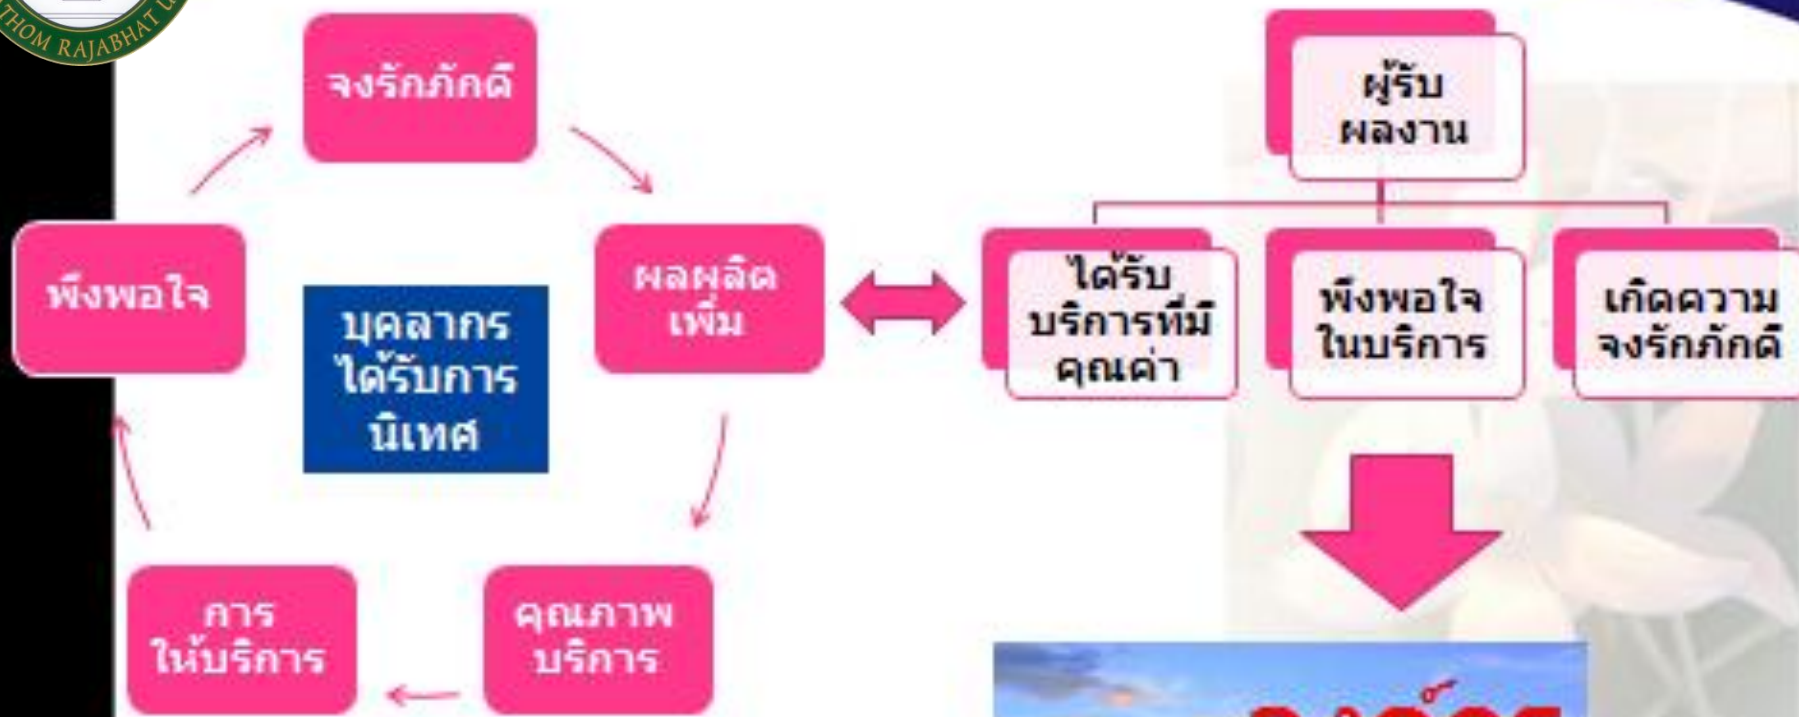 THOM RAJABHAT U
จงรักภักดี
ผลผลิต
เพิ่ม
คุณภาพ
บริการ
การ
ให้บริการ
พึงพอใจ
บุคลากร
ได้รับการ
นิเทศ
ผู้รับ
ผลงาน
ได้รับ
บริการที่มี
คุณค่า
พึงพอใจ
ในบริการ
เกิดความ
จงรักภักดี